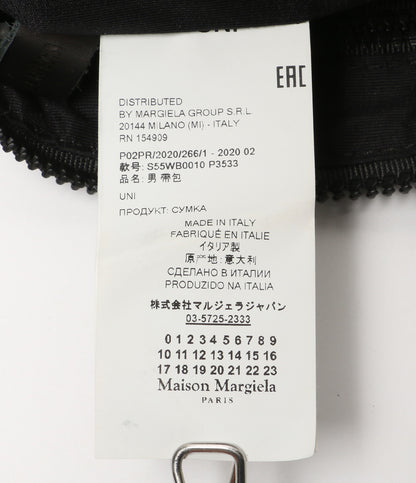 UNI
EAC
DISTRIBUTED
BY MARGIELA GROUP S.R.L
20144 MILANO (MI) - ITALY
RN 154909
P02PR/2020/266/1 - 2020 02
款号: S55WB0010 P3533
品名: 男 带包
UNI
ПРОДУКТ: СУМКА
MADE IN ITALY
FABRIQUÉ EN ITALIE
イタリア製
原产地: 意大利
СДЕЛАНО В ИТАЛИИ
PRODUZIDO NA ITALIA
株式会社マルジェラジャパン
03-5725-2333
0 1 2 3 4 5 6 7 8 9
10 11 12 13 14 15 16
17 18 19 20 21 22 23
Maison Margiela
PARIS